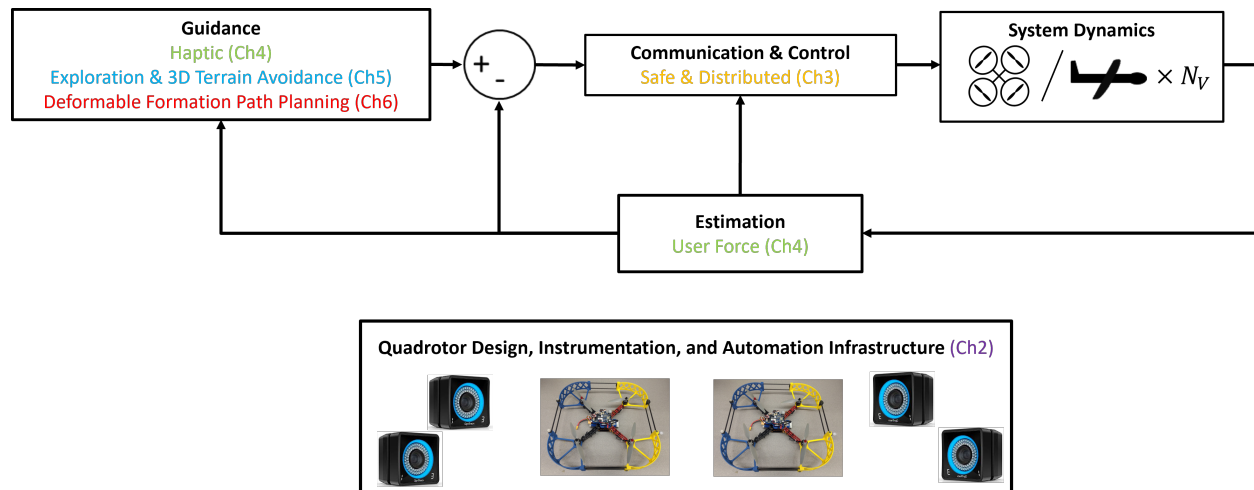 Guidance
Haptic (Ch4)
Exploration & 3D Terrain Avoidance (Ch5)
Deformable Formation Path Planning (Ch6)
+
-
Communication & Control
Safe & Distributed (Ch3)
System Dynamics
/ × N_V
Estimation
User Force (Ch4)
Quadrotor Design, Instrumentation, and Automation Infrastructure (Ch2)